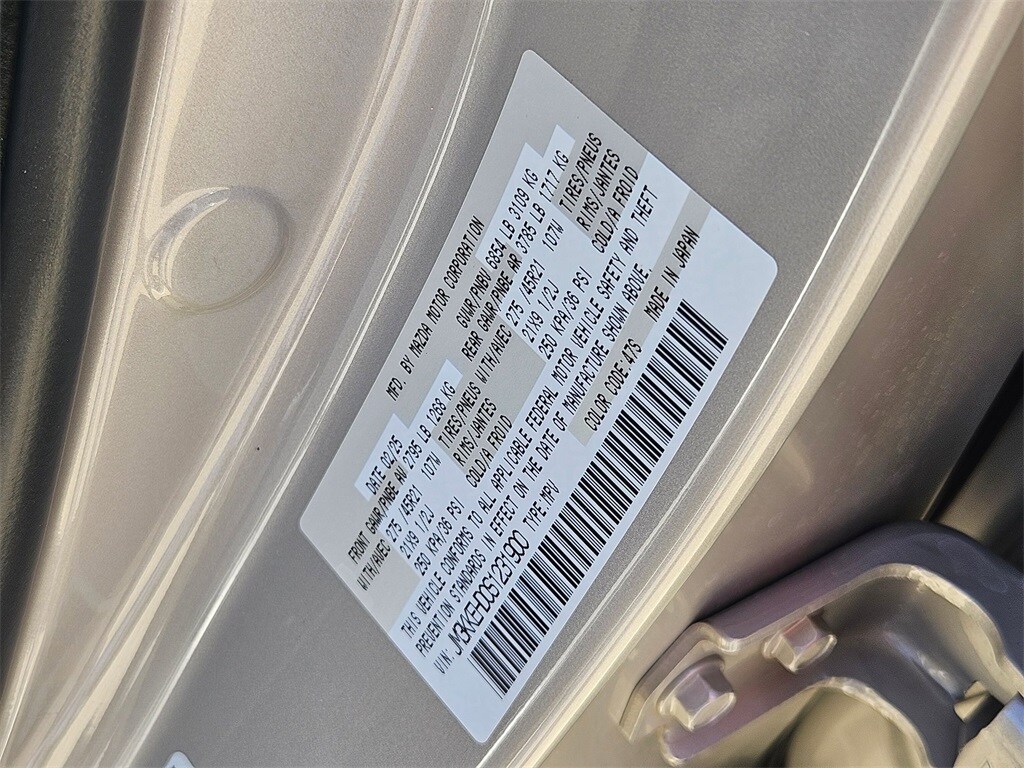 MFD. BY MAZDA MOTOR CORPORATION
DATE 02/25 GVWR/PNBV 6854 LB 3109 KG
FRONT GAWR/PNBE AV 2795 LB 1268 KG REAR GAWR/PNBE AR 3785 LB 1717 KG
WITH/AVEC 275 / 45R21 107W TIRES/PNEUS WITH/AVEC 275 / 45R21 107W TIRES/PNEUS
21X9 1/2J RIMS/JANTES 21X9 1/2J RIMS/JANTES
250 KPA/36 PSI COLD/A FROID 250 KPA/36 PSI COLD/A FROID
THIS VEHICLE CONFORMS TO ALL APPLICABLE FEDERAL MOTOR VEHICLE SAFETY AND THEFT
PREVENTION STANDARDS IN EFFECT ON THE DATE OF MANUFACTURE SHOWN ABOVE.
VIN: TYPE:MPV COLOR CODE:47S MADE IN JAPAN